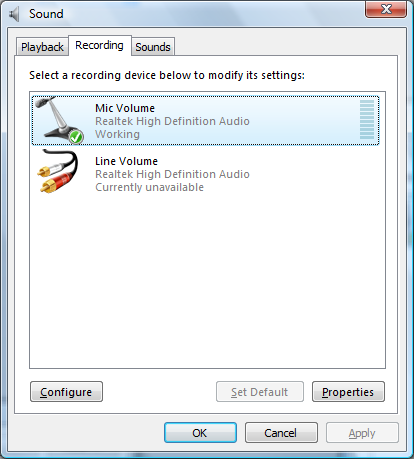 Sound
Playback Recording Sounds
Select a recording device below to modify its settings:
Mic Volume
Realtek High Definition Audio
Working
Line Volume
Realtek High Definition Audio
Currently unavailable
Configure Set Default Properties
OK Cancel Apply